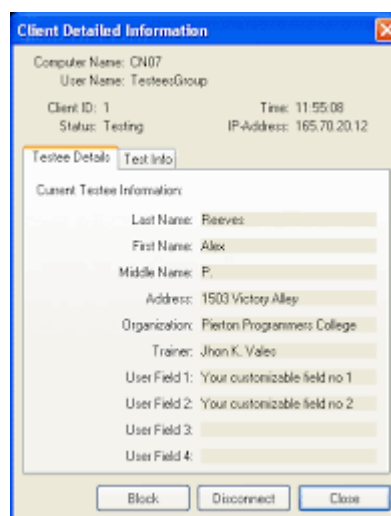 Client Detailed Information
Computer Name: CN07
User Name: TesteesGroup
Client ID: 1 Time: 11:55:08
Status: Testing IP-Address: 165.70.20.12
Testee Details Test Info
Current Testee Information:
Last Name: Reeves
First Name: Alex
Middle Name: P.
Address: 1503 Victory Alley
Organization: Pierton Programmers College
Trainer: Jhon K. Vales
User Field 1: Your customizable field no 1
User Field 2: Your customizable field no 2
User Field 3:
User Field 4:
Block Disconnect Close